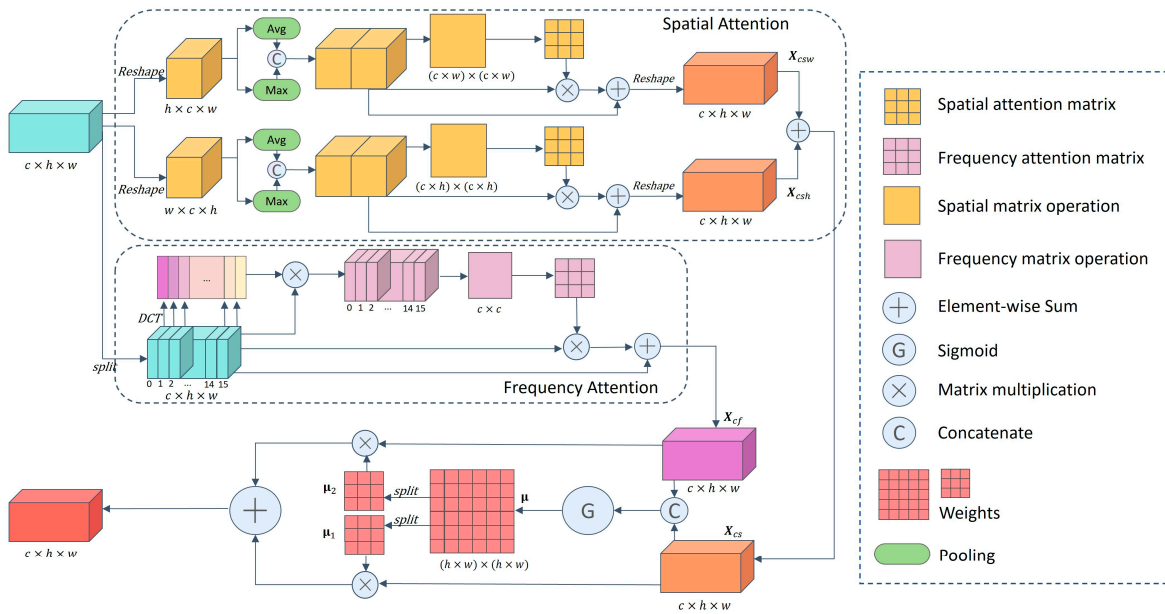 Spatial Attention
Reshape
h × c × w
Avg
C
Max
(c × w) × (c × w)
×
+
Reshape
c × h × w
X_csw
c × h × w
Reshape
w × c × h
Avg
C
Max
(c × h) × (c × h)
×
+
Reshape
c × h × w
X_csh
+
split
DCT
...
0 1 2 ... 14 15
c × h × w
×
0 1 2 ... 14 15
c × c
×
+
Frequency Attention
X_cf
c × h × w
×
μ_2
split
μ
(h × w) × (h × w)
μ_1
split
×
+
G
C
X_cs
c × h × w
c × h × w
Spatial attention matrix
Frequency attention matrix
Spatial matrix operation
Frequency matrix operation
+ Element-wise Sum
G Sigmoid
× Matrix multiplication
C Concatenate
Weights
Pooling